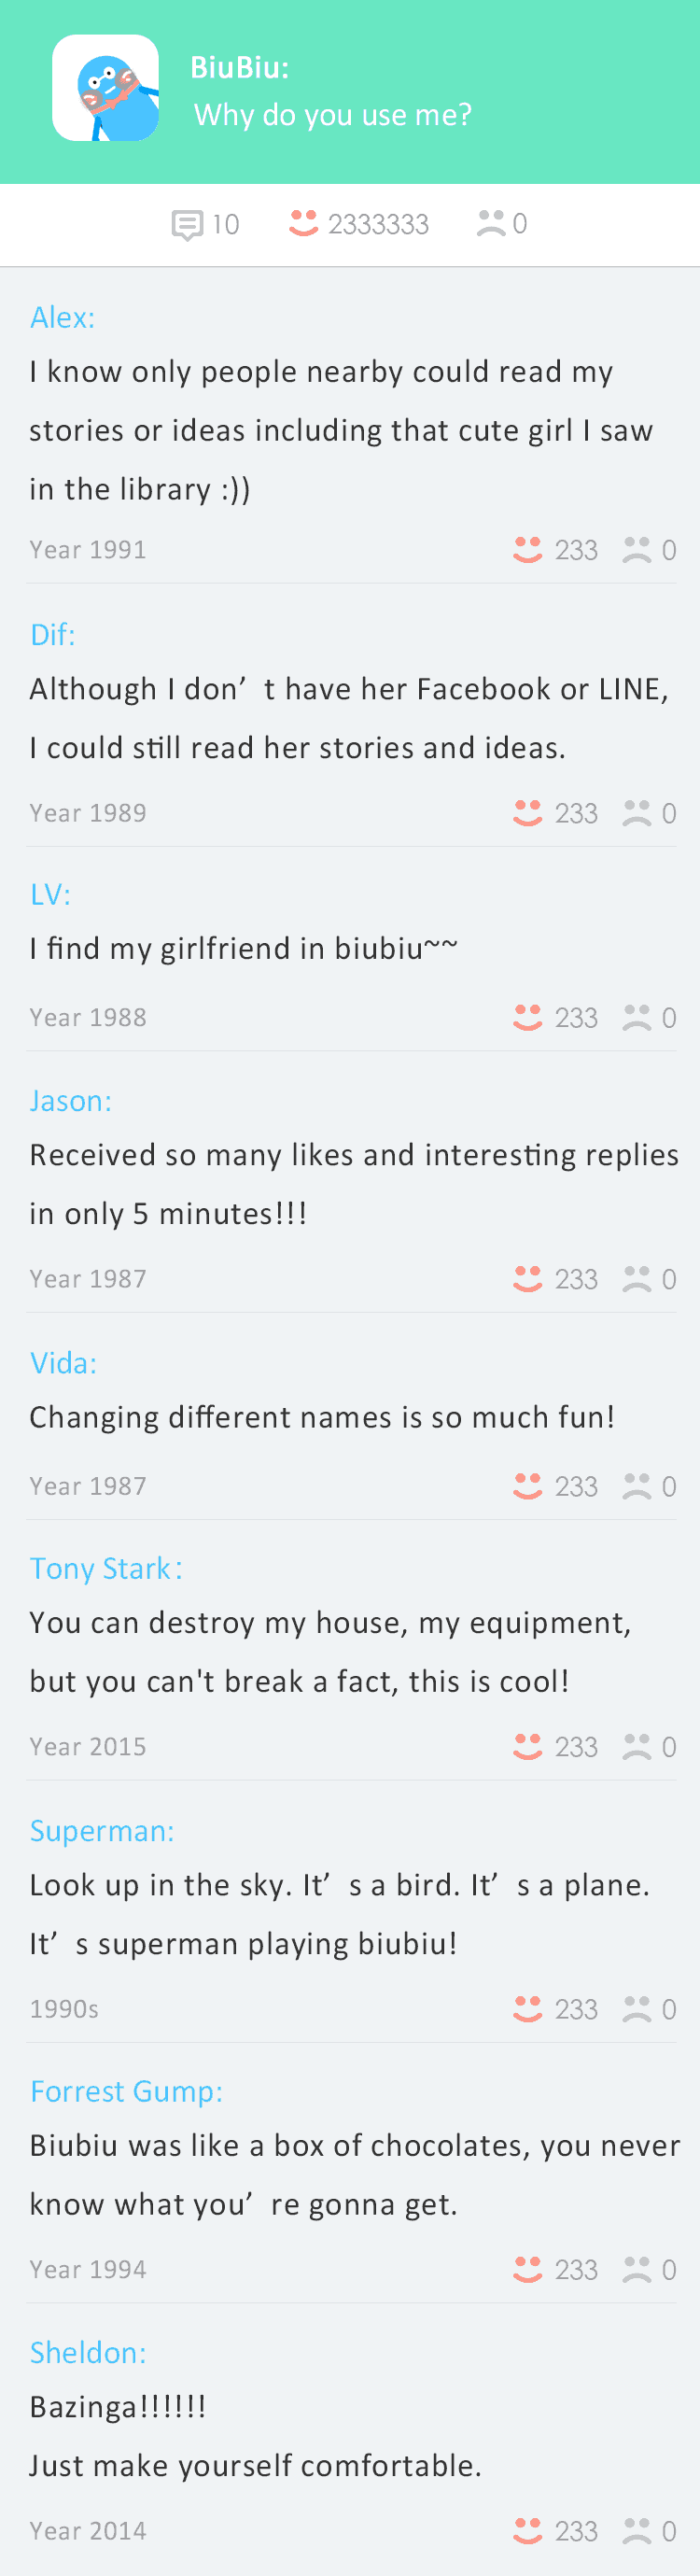 BiuBiu:
Why do you use me?
10 2333333 0
Alex:
I know only people nearby could read my
stories or ideas including that cute girl I saw
in the library :))
Year 1991 233 0
Dif:
Although I don’ t have her Facebook or LINE,
I could still read her stories and ideas.
Year 1989 233 0
LV:
I find my girlfriend in biubiu~~
Year 1988 233 0
Jason:
Received so many likes and interesting replies
in only 5 minutes!!!
Year 1987 233 0
Vida:
Changing different names is so much fun!
Year 1987 233 0
Tony Stark:
You can destroy my house, my equipment,
but you can't break a fact, this is cool!
Year 2015 233 0
Superman:
Look up in the sky. It’ s a bird. It’ s a plane.
It’ s superman playing biubiu!
1990s 233 0
Forrest Gump:
Biubiu was like a box of chocolates, you never
know what you’ re gonna get.
Year 1994 233 0
Sheldon:
Bazinga!!!!!!
Just make yourself comfortable.
Year 2014 233 0